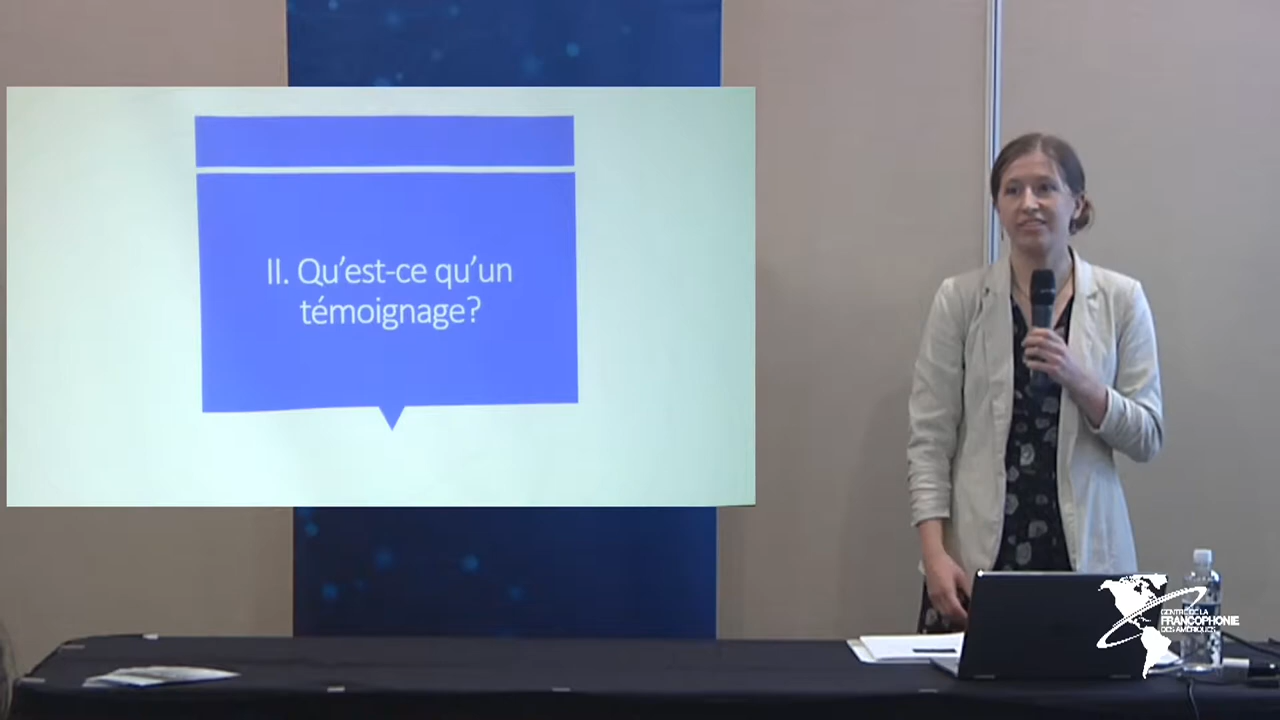 II. Qu’est-ce qu’un
témoignage?
CENTRE DE LA
FRANCOPHONIE
DES AMÉRIQUES